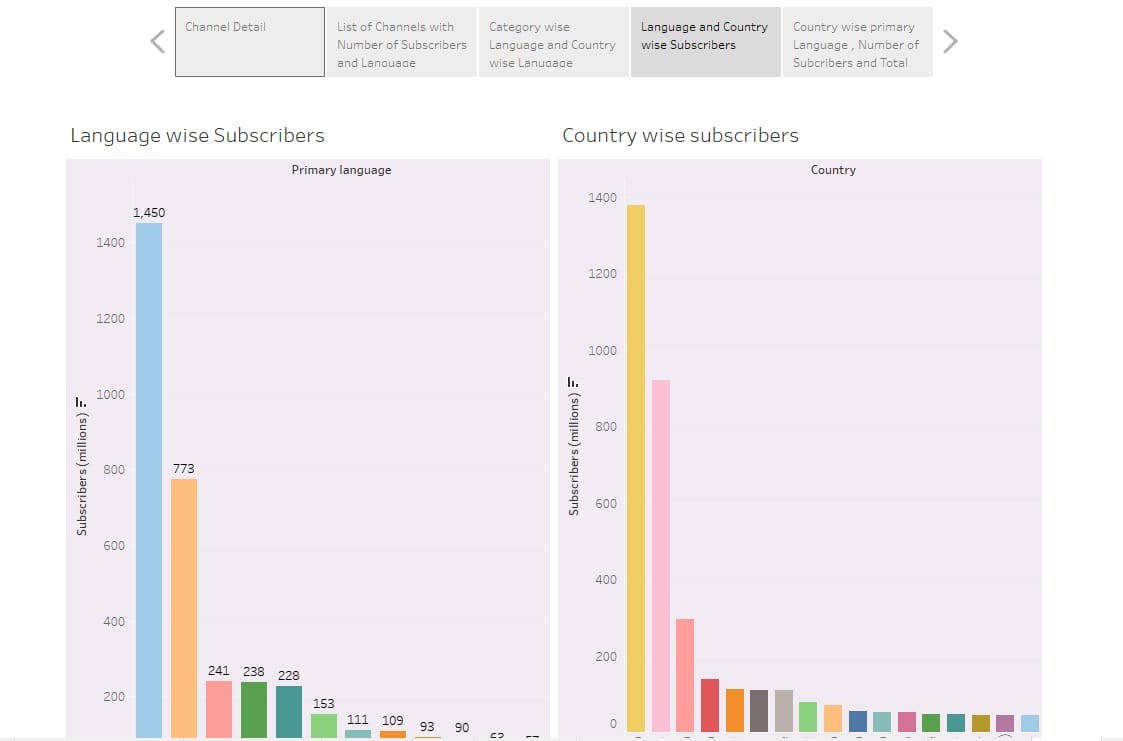 Channel Detail
List of Channels with
Number of Subscribers
and Language
Category wise
Language and Country
wise Language
Language and Country
wise Subscribers
Country wise primary
Language , Number of
Subcribers and Total
Language wise Subscribers
Primary language
Subscribers (millions)
1400
1200
1000
800
600
400
200
1,450
773
241
238
228
153
111
109
93
90
63
57
Country wise subscribers
Country
Subscribers (millions)
1400
1200
1000
800
600
400
200
0